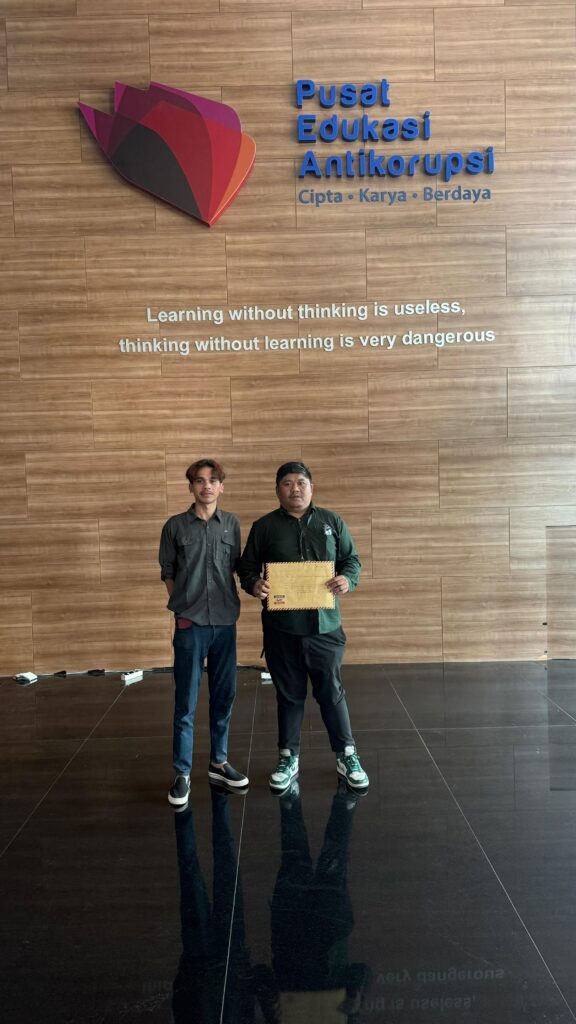 Pusat
Edukasi
Antikorupsi
Cipta • Karya • Berdaya
Learning without thinking is useless,
thinking without learning is very dangerous